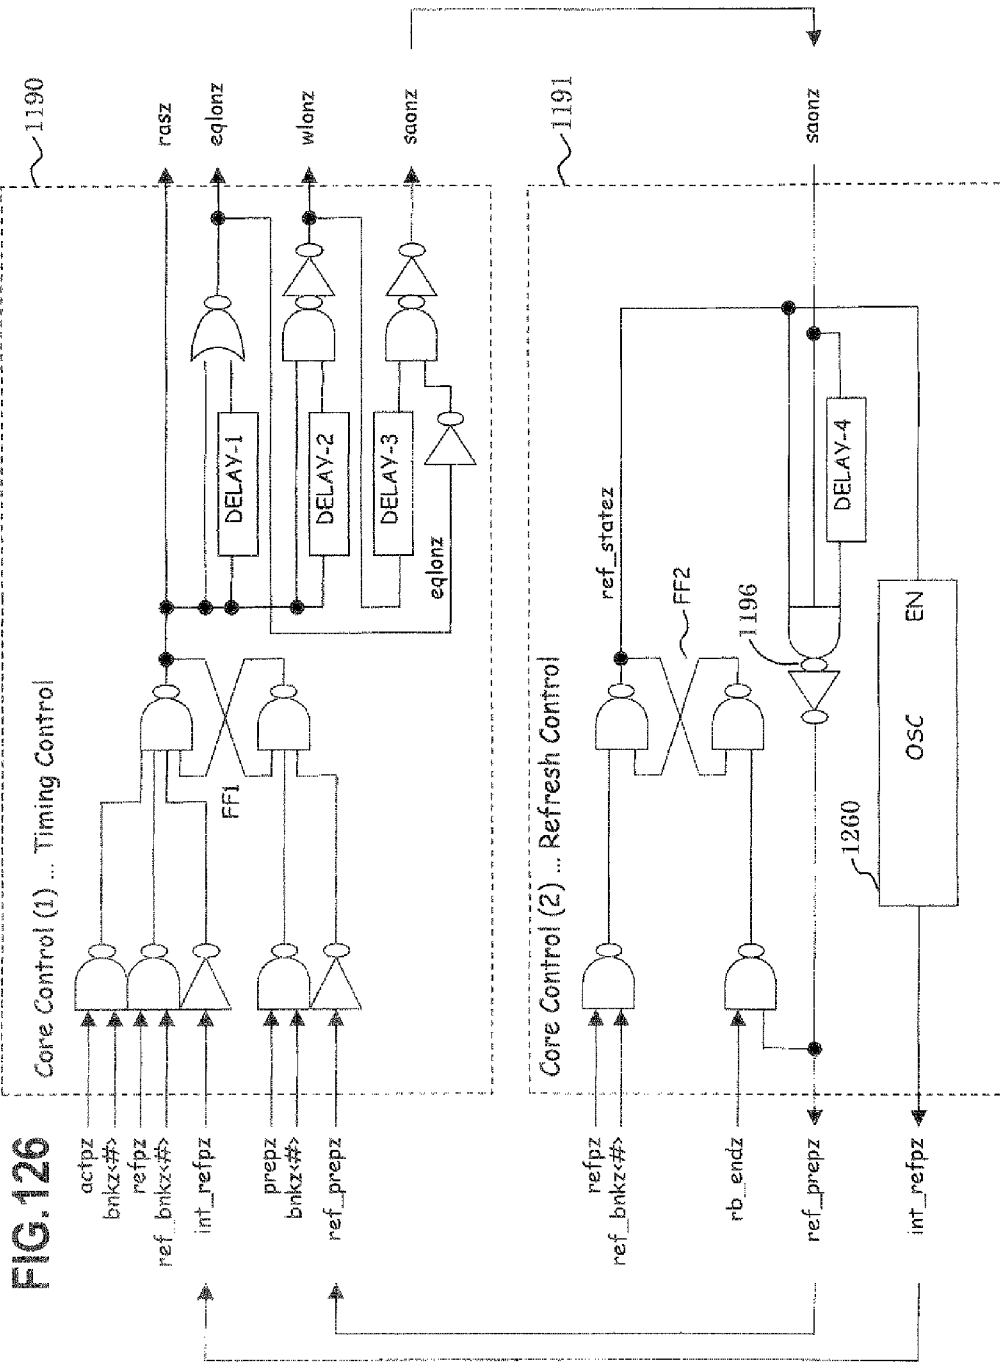 FIG.126
Core Control (1) ... Timing Control
1190
actpz
bnkz<#>
refpz
ref_bnkz<#>
int_refpz
prepz
bnkz<#>
ref_prepz
FF1
DELAY-1
DELAY-2
DELAY-3
eqlonz
rasz
eqlonz
wlonz
saonz
Core Control (2) ... Refresh Control
1191
refpz
ref_bnkz<#>
rb_endz
ref_prepz
int_refpz
ref_statez
FF2
1196
DELAY-4
saonz
1260
OSC
EN